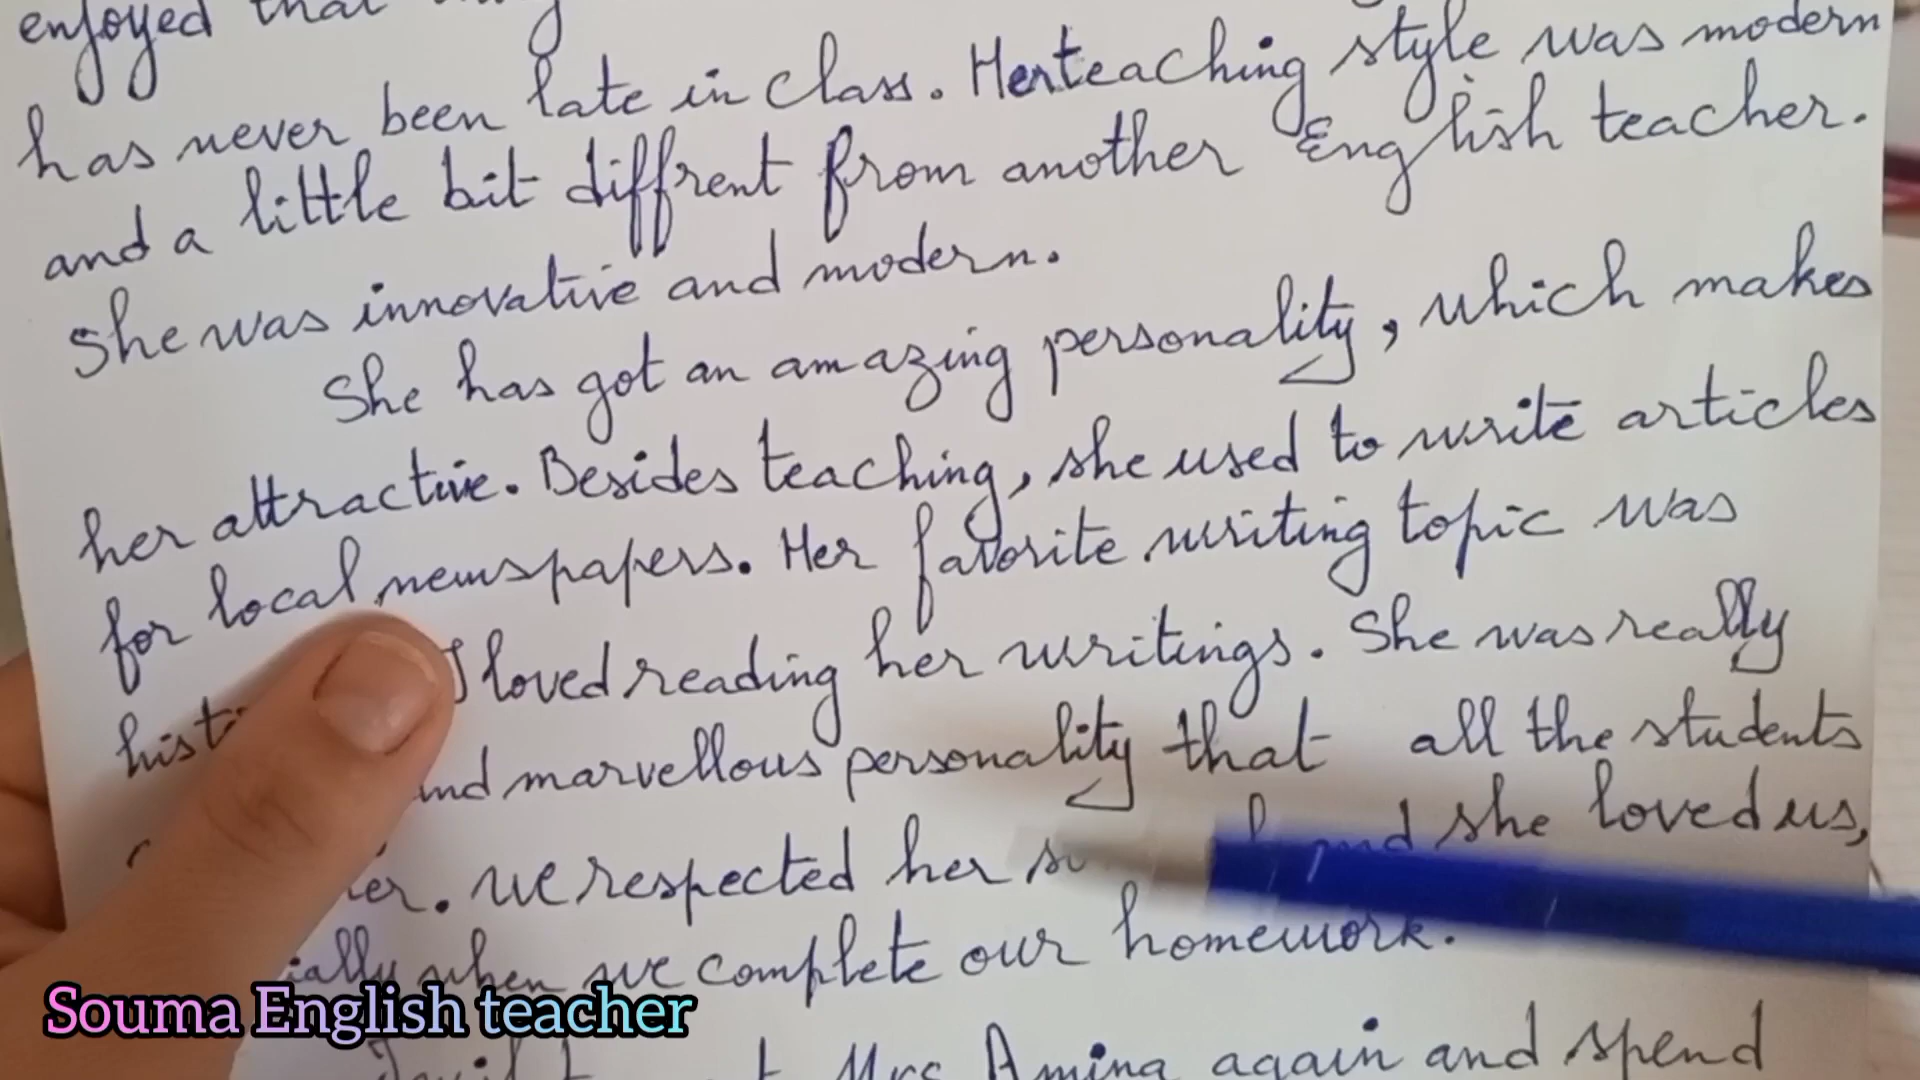 enjoyed that
has never been late in class. Her teaching style was modern
and a little bit diffrent from another English teacher.
She was innovative and modern.
She has got an amazing personality, which makes
her attractive. Besides teaching, she used to write articles
for local newspapers. Her favorite writing topic was
I loved reading her writings. She was really
and marvellous personality that all the students
We respected her and she loved us,
when we complete our homework.
Mrs Amina again and spend
Souma English teacher